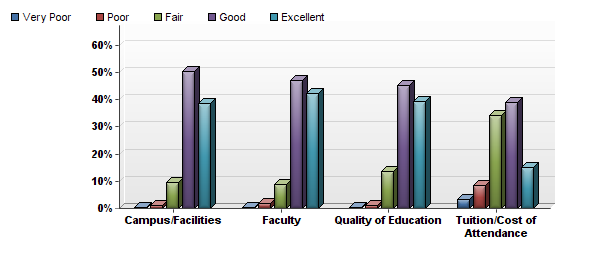 Very Poor Poor Fair Good Excellent
60%
50%
40%
30%
20%
10%
0%
Campus/Facilities Faculty Quality of Education Tuition/Cost of
Attendance